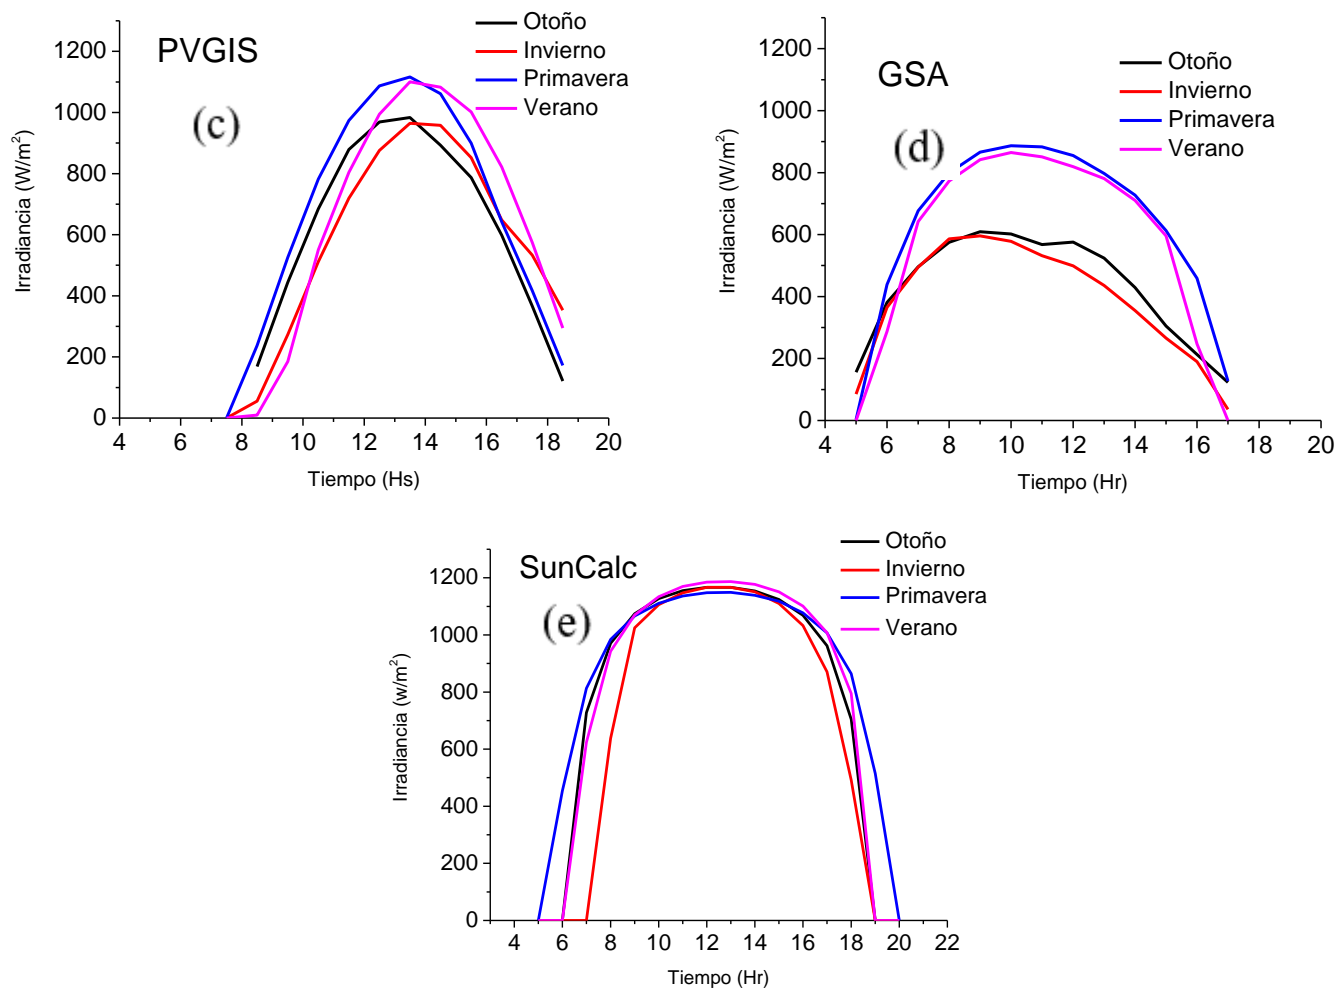 PVGIS
(c)
Otoño
Invierno
Primavera
Verano
Irradiancia (W/m²)
1200
1000
800
600
400
200
0
4 6 8 10 12 14 16 18 20
Tiempo (Hs)
GSA
(d)
Otoño
Invierno
Primavera
Verano
Irradiancia (W/m²)
1200
1000
800
600
400
200
0
4 6 8 10 12 14 16 18 20
Tiempo (Hr)
SunCalc
(e)
Otoño
Invierno
Primavera
Verano
Irradiancia (w/m²)
1200
1000
800
600
400
200
0
4 6 8 10 12 14 16 18 20 22
Tiempo (Hr)